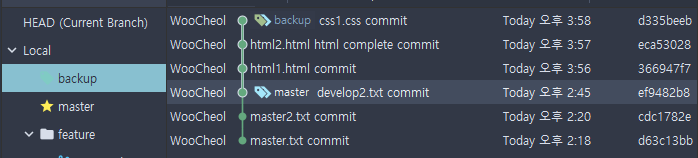 HEAD (Current Branch)
Local
backup
master
feature
WooCheol backup css1.css commit Today 오후 3:58 d335beeb
WooCheol html2.html html complete commit Today 오후 3:57 eca53028
WooCheol html1.html commit Today 오후 3:56 366947f7
WooCheol master develop2.txt commit Today 오후 2:45 ef9482b8
WooCheol master2.txt commit Today 오후 2:20 cdc1782e
WooCheol master.txt commit Today 오후 2:18 d63c13bb